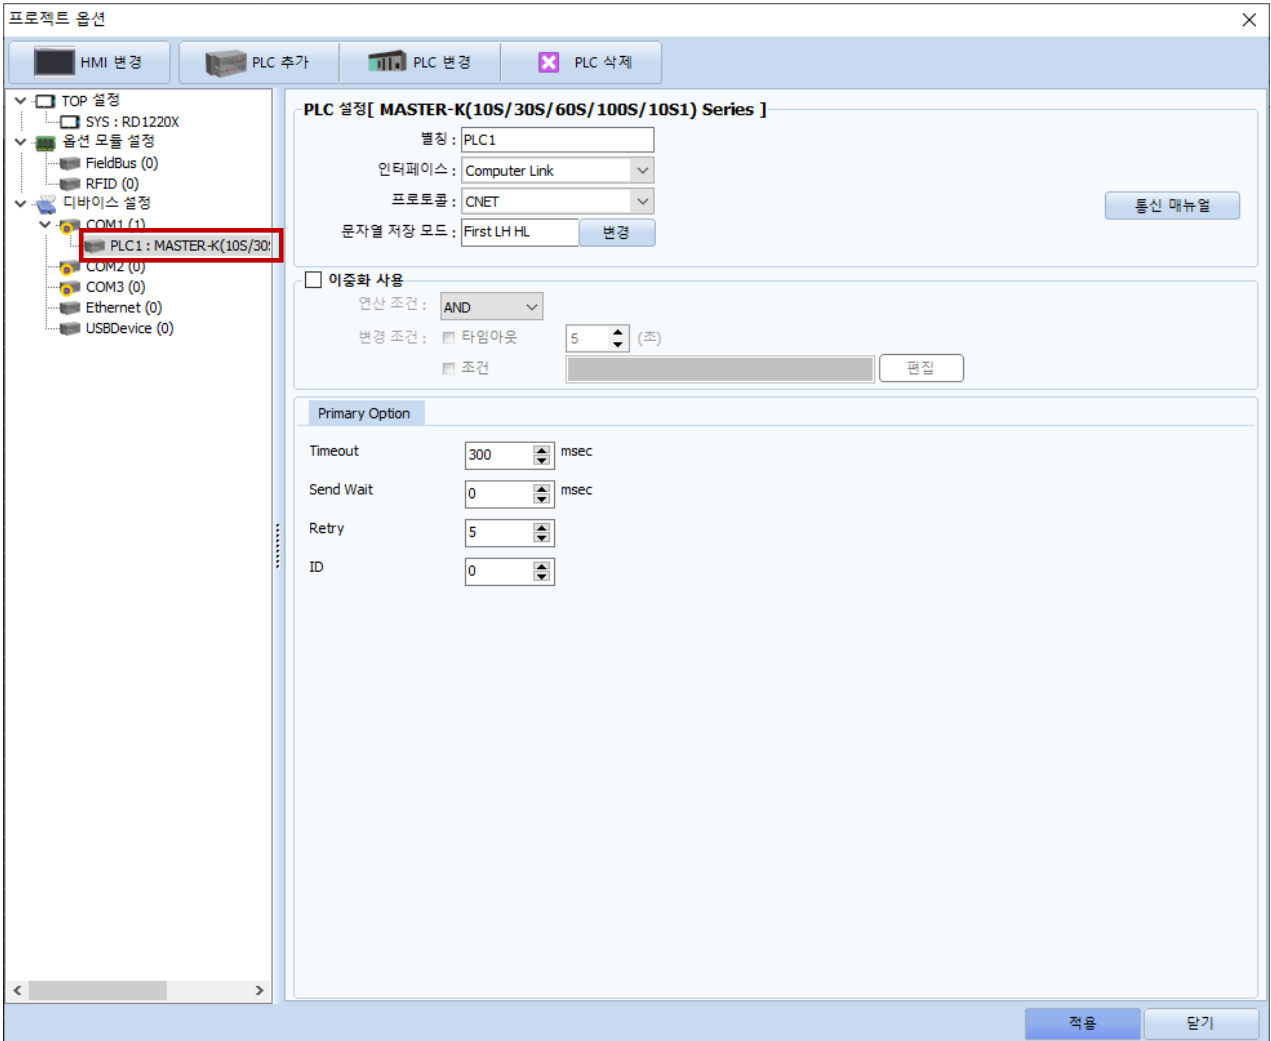 프로젝트 옵션
HMI 변경
PLC 추가
PLC 변경
PLC 삭제
TOP 설정
SYS : RD1220X
옵션 모듈 설정
FieldBus (0)
RFID (0)
디바이스 설정
COM1 (1)
PLC1 : MASTER-K(10S/30S
COM2 (0)
COM3 (0)
Ethernet (0)
USBDevice (0)
PLC 설정[ MASTER-K(10S/30S/60S/100S/10S1) Series ]
별칭 : PLC1
인터페이스 : Computer Link
프로토콜 : CNET
통신 매뉴얼
문자열 저장 모드 : First LH HL 변경
이중화 사용
연산 조건 : AND
변경 조건 : 타임아웃 5 (초)
조건 편집
Primary Option
Timeout 300 msec
Send Wait 0 msec
Retry 5
ID 0
적용
닫기